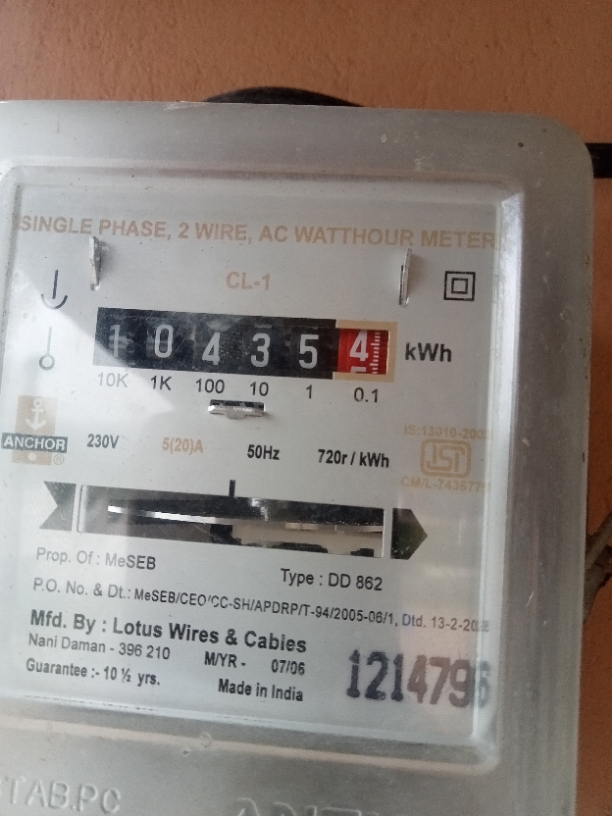 SINGLE PHASE, 2 WIRE, AC WATTHOUR METER
CL-1
1 0 4 3 5 4 kWh
10K 1K 100 10 1 0.1
ANCHOR ® 230V 5(20)A 50Hz 720r / kWh
ISI
Prop. Of : MeSEB
Type : DD 862
P.O. No. & Dt.: MeSEB/CEO/CC-SH/APDRP/T-94/2005-06/1, Dtd. 13-2-
Mfd. By : Lotus Wires & Cables
Nani Daman - 396 210 M/YR - 07/06
Guarantee :- 10 ½ yrs. Made in India
1214796
TAB.PC